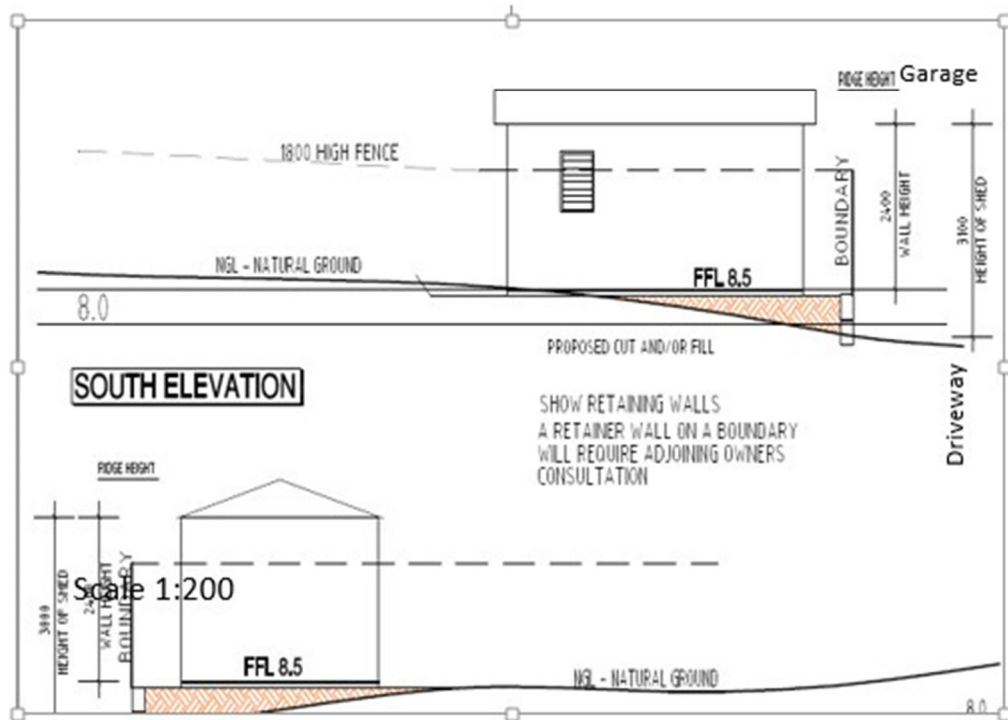 RIDGE HEIGHT Garage
1800 HIGH FENCE
BOUNDARY
2400
WALL HEIGHT
3100
HEIGHT OF SHED
NGL - NATURAL GROUND
FFL 8.5
8.0
PROPOSED CUT AND/OR FILL
SOUTH ELEVATION
SHOW RETAINING WALLS
A RETAINER WALL ON A BOUNDARY
WILL REQUIRE ADJOINING OWNERS
CONSULTATION
Driveway
RIDGE HEIGHT
HEIGHT OF SHED
WALL HEIGHT
BOUNDARY
Scale 1:200
FFL 8.5
NGL - NATURAL GROUND
8.0